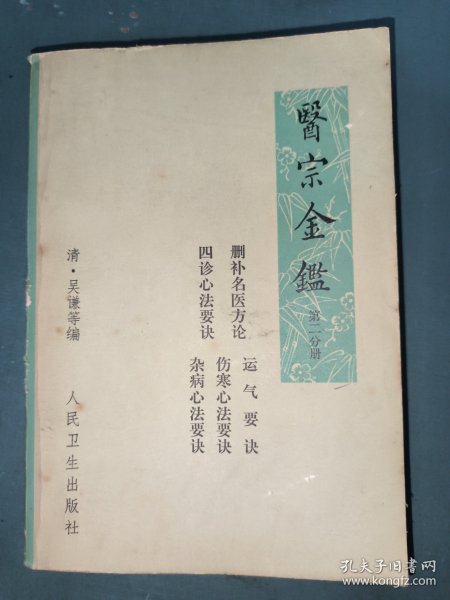 醫宗金鑑
第二分册
删补名医方论
四诊心法要诀
运气要诀
伤寒心法要诀
杂病心法要诀
清·吴谦等编
人民卫生出版社
孔夫子旧书网
www.kongfz.com